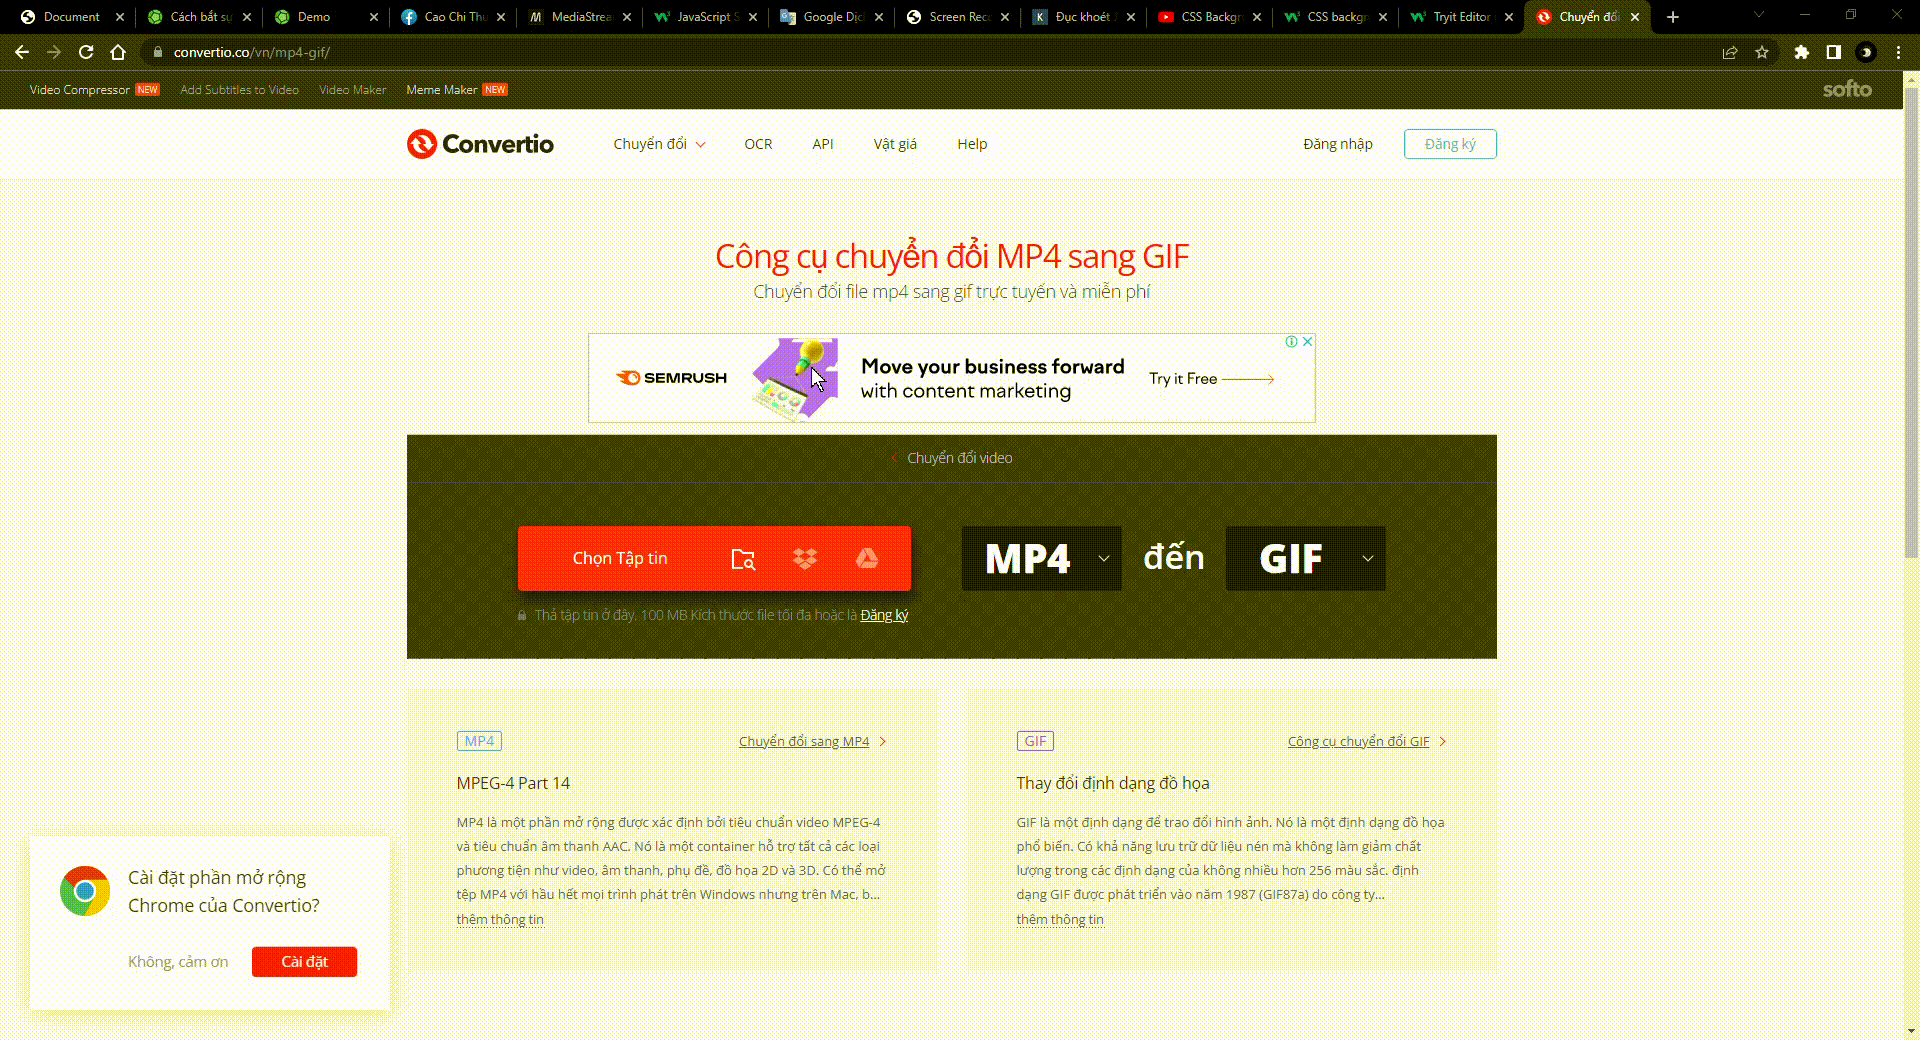 Document
Cách bắt sự
Demo
Cao Chi Thu
MediaStrea
JavaScript S
Google Dịc
Screen Rec
Đục khoét
CSS Backgr
CSS backgr
Tryit Editor
Chuyển đổi
convertio.co/vn/mp4-gif/
Video Compressor NEW
Add Subtitles to Video
Video Maker
Meme Maker NEW
softo
Convertio
Chuyển đổi
OCR
API
Vật giá
Help
Đăng nhập
Đăng ký
Công cụ chuyển đổi MP4 sang GIF
Chuyển đổi file mp4 sang gif trực tuyến và miễn phí
SEMRUSH
Move your business forward
with content marketing
Try it Free
Chuyển đổi video
Chọn Tập tin
MP4
đến
GIF
Thả tập tin ở đây. 100 MB Kích thước file tối đa hoặc là Đăng ký
MP4
Chuyển đổi sang MP4
MPEG-4 Part 14
MP4 là một phần mở rộng được xác định bởi tiêu chuẩn video MPEG-4
và tiêu chuẩn âm thanh AAC. Nó là một container hỗ trợ tất cả các loại
phương tiện như video, âm thanh, phụ đề, đồ họa 2D và 3D. Có thể mở
tệp MP4 với hầu hết mọi trình phát trên Windows nhưng trên Mac, b...
thêm thông tin
GIF
Công cụ chuyển đổi GIF
Thay đổi định dạng đồ họa
GIF là một định dạng để trao đổi hình ảnh. Nó là một định dạng đồ họa
phổ biến. Có khả năng lưu trữ dữ liệu nén mà không làm giảm chất
lượng trong các định dạng của không nhiều hơn 256 màu sắc. định
dạng GIF được phát triển vào năm 1987 (GIF87a) do công ty...
thêm thông tin
Cài đặt phần mở rộng
Chrome của Convertio?
Không, cảm ơn
Cài đặt